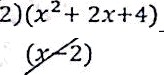 2)(x² + 2x+4)
(x-2)